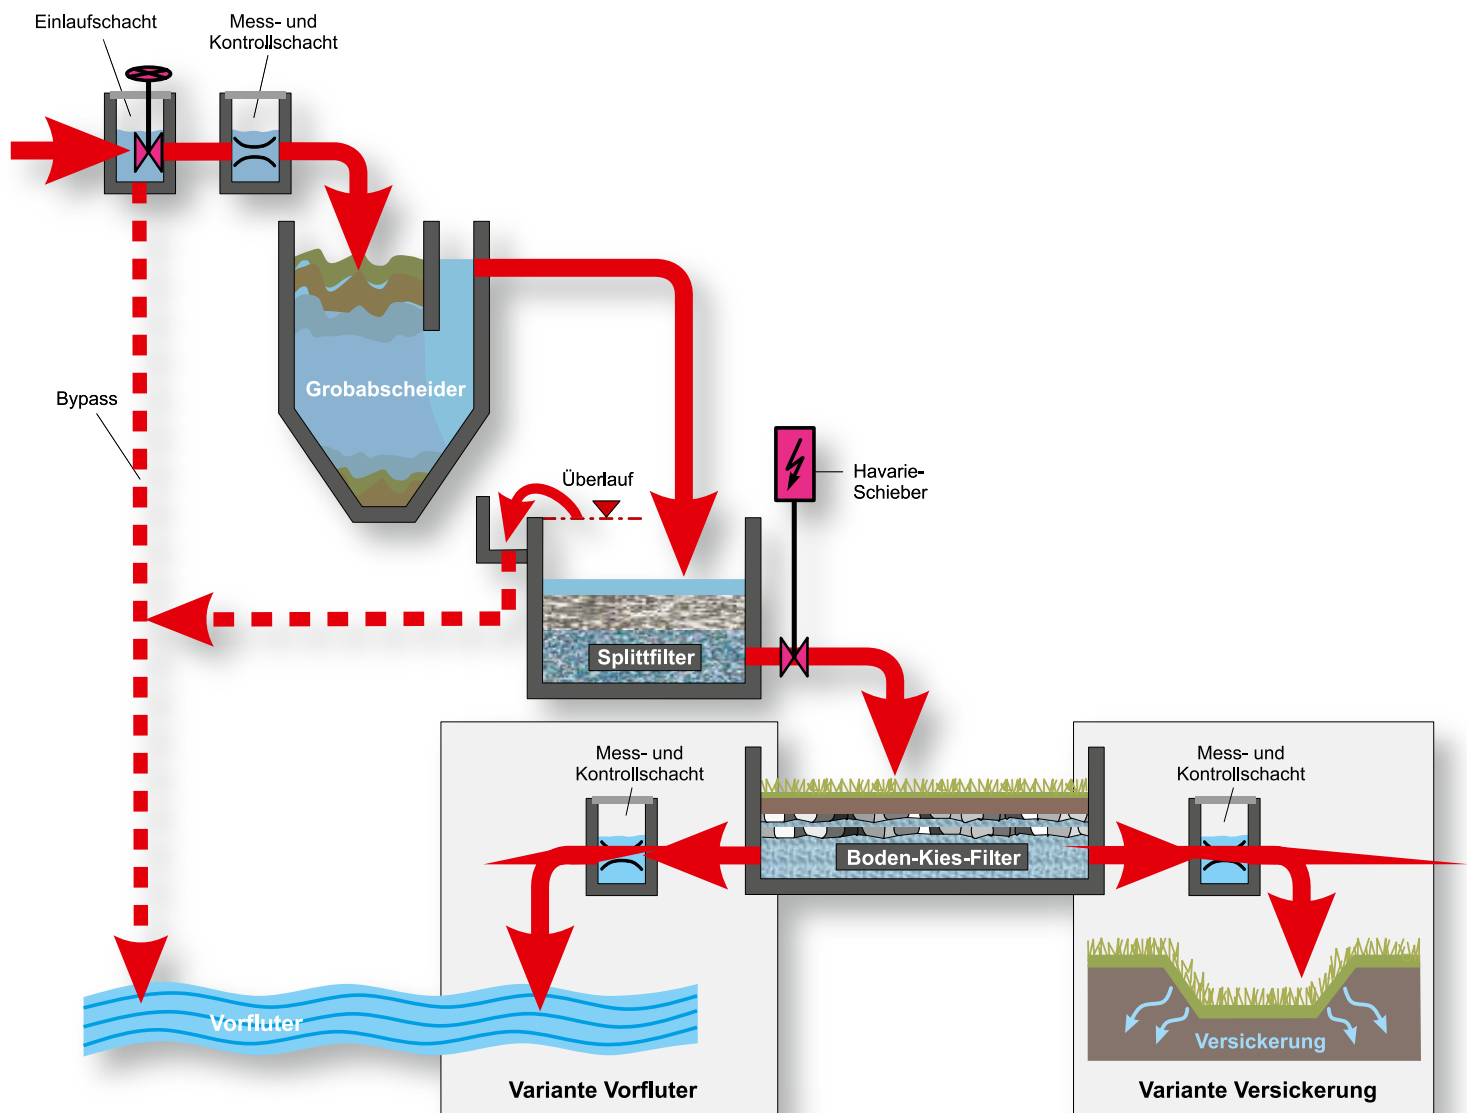 Einlaufschacht
Mess- und
Kontrollschacht
Grobabscheider
Bypass
Überlauf
Havarie-
Schieber
Splittfilter
Mess- und
Kontrollschacht
Mess- und
Kontrollschacht
Boden-Kies-Filter
Vorfluter
Versickerung
Variante Vorfluter
Variante Versickerung